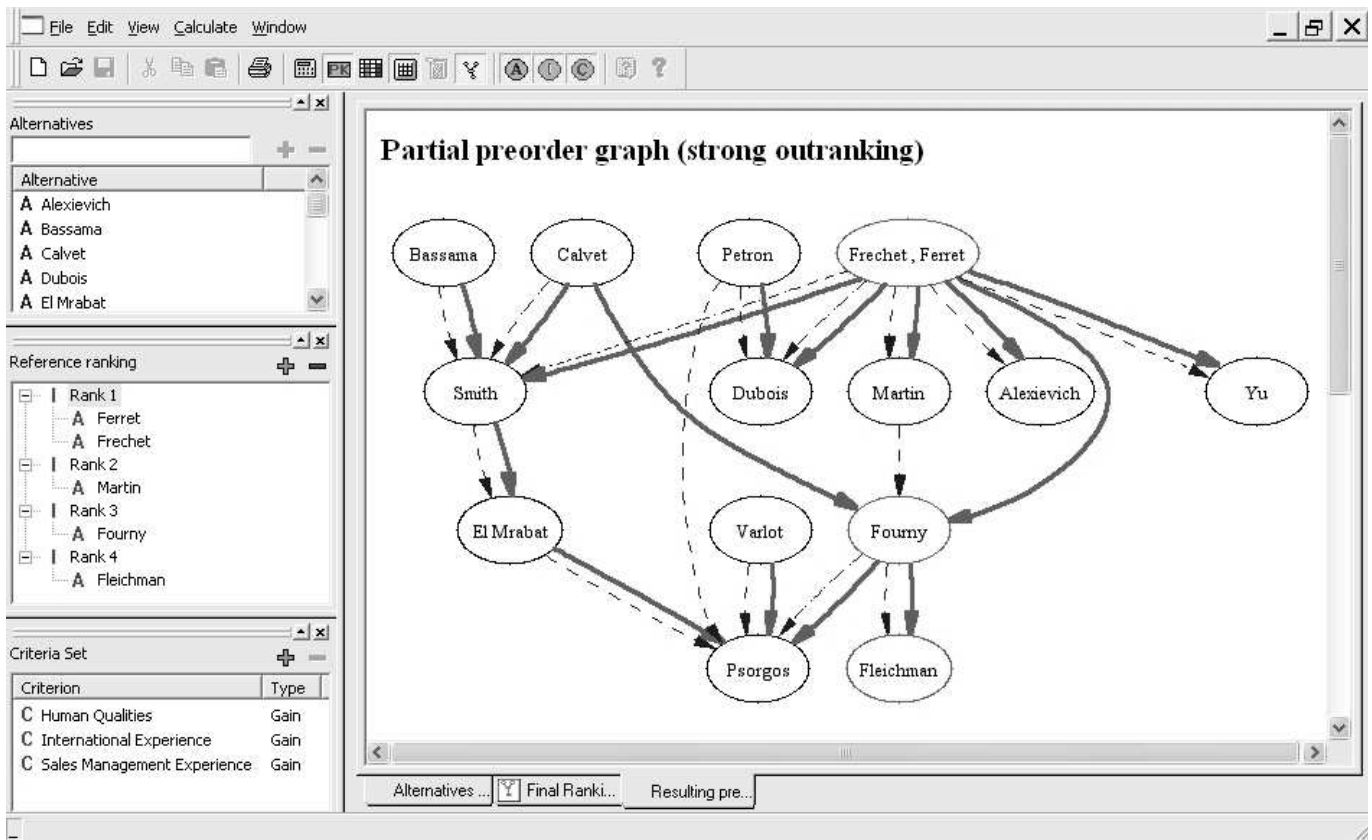 File Edit View Calculate Window
PK A I C ?
Alternatives
Alternative
A Alexievich
A Bassama
A Calvet
A Dubois
A El Mrabat
Reference ranking
I Rank 1
A Ferret
A Frechet
I Rank 2
A Martin
I Rank 3
A Fourny
I Rank 4
A Fleichman
Criteria Set
Criterion Type
C Human Qualities Gain
C International Experience Gain
C Sales Management Experience Gain
Partial preorder graph (strong outranking)
Bassama Calvet Petron Frechet , Ferret
Smith Dubois Martin Alexievich Yu
El Mrabat Varlot Fourny
Psorgos Fleichman
Alternatives ... Final Ranki... Resulting pre...